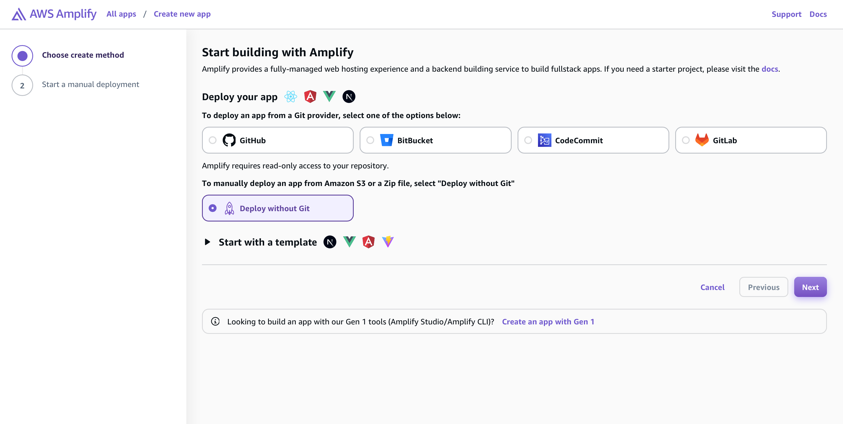 AWS Amplify All apps / Create new app Support Docs
Choose create method
2 Start a manual deployment
Start building with Amplify
Amplify provides a fully-managed web hosting experience and a backend building service to build fullstack apps. If you need a starter project, please visit the docs.
Deploy your app
To deploy an app from a Git provider, select one of the options below:
GitHub BitBucket CodeCommit GitLab
Amplify requires read-only access to your repository.
To manually deploy an app from Amazon S3 or a Zip file, select "Deploy without Git"
Deploy without Git
Start with a template
Cancel Previous Next
Looking to build an app with our Gen 1 tools (Amplify Studio/Amplify CLI)? Create an app with Gen 1